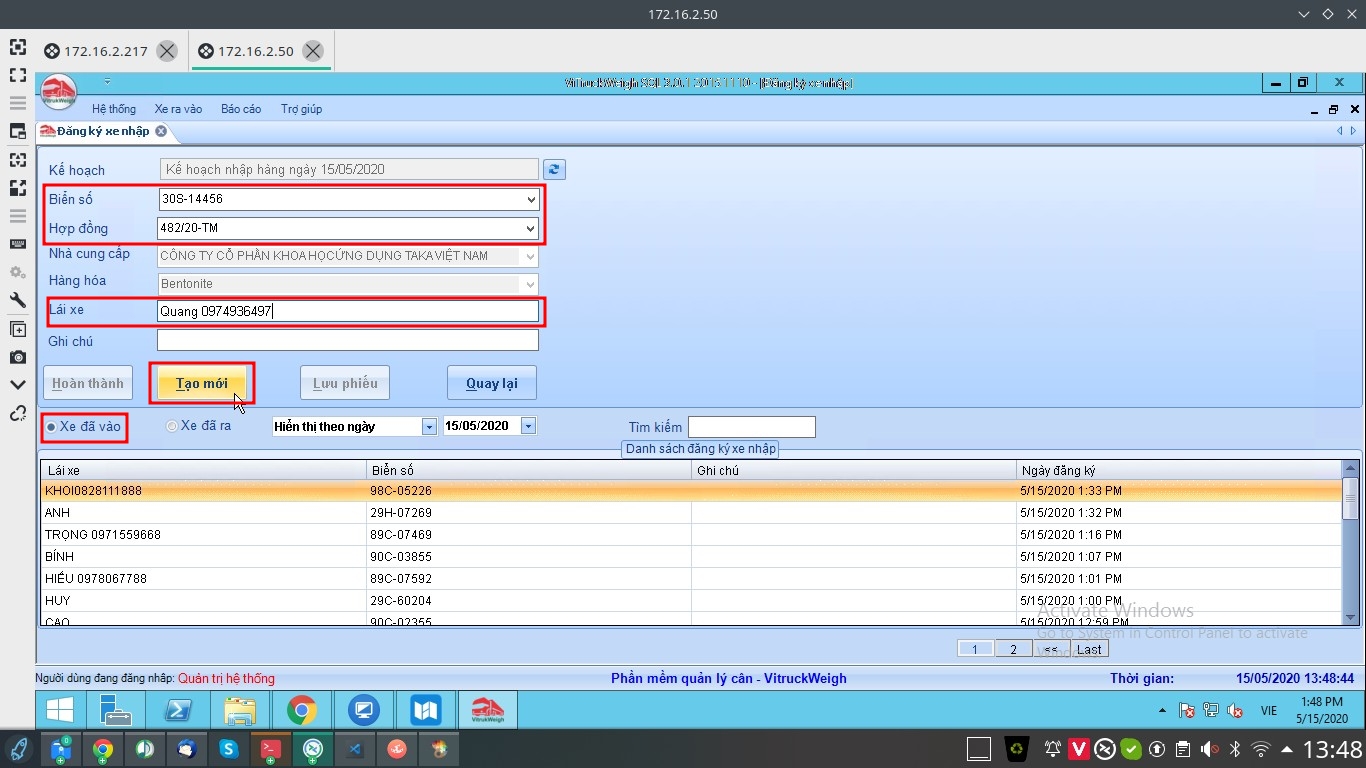 172.16.2.50
172.16.2.217
172.16.2.50
VitrukWeigh
ViTruckWeigh SQL 3.0.1 20151110 - [Đăng ký xe nhập]
Hệ thống Xe ra vào Báo cáo Trợ giúp
Đăng ký xe nhập
Kế hoạch Kế hoạch nhập hàng ngày 15/05/2020
Biển số 30S-14456
Hợp đồng 482/20-TM
Nhà cung cấp CÔNG TY CỔ PHẦN KHOA HỌC ỨNG DỤNG TAKA VIỆT NAM
Hàng hóa Bentonite
Lái xe Quang 0974936497
Ghi chú
Hoàn thành Tạo mới Lưu phiếu Quay lại
Xe đã vào Xe đã ra Hiển thị theo ngày 15/05/2020 Tìm kiếm
Danh sách đăng ký xe nhập
Lái xe Biển số Ghi chú Ngày đăng ký
KHOI0828111888 98C-05226 5/15/2020 1:33 PM
ANH 29H-07269 5/15/2020 1:32 PM
TRỌNG 0971559668 89C-07469 5/15/2020 1:16 PM
BÍNH 90C-03855 5/15/2020 1:07 PM
HIẾU 0978067788 89C-07592 5/15/2020 1:01 PM
HUY 29C-60204 5/15/2020 1:00 PM
CAO 90C-02355 5/15/2020 12:59 PM
Activate Windows
Go to System in Control Panel to activate
Windows.
1 2 << Last
Người dùng đang đăng nhập: Quản trị hệ thống Phần mềm quản lý cân - VitruckWeigh Thời gian: 15/05/2020 13:48:44
VIE 1:48 PM
5/15/2020
13:48